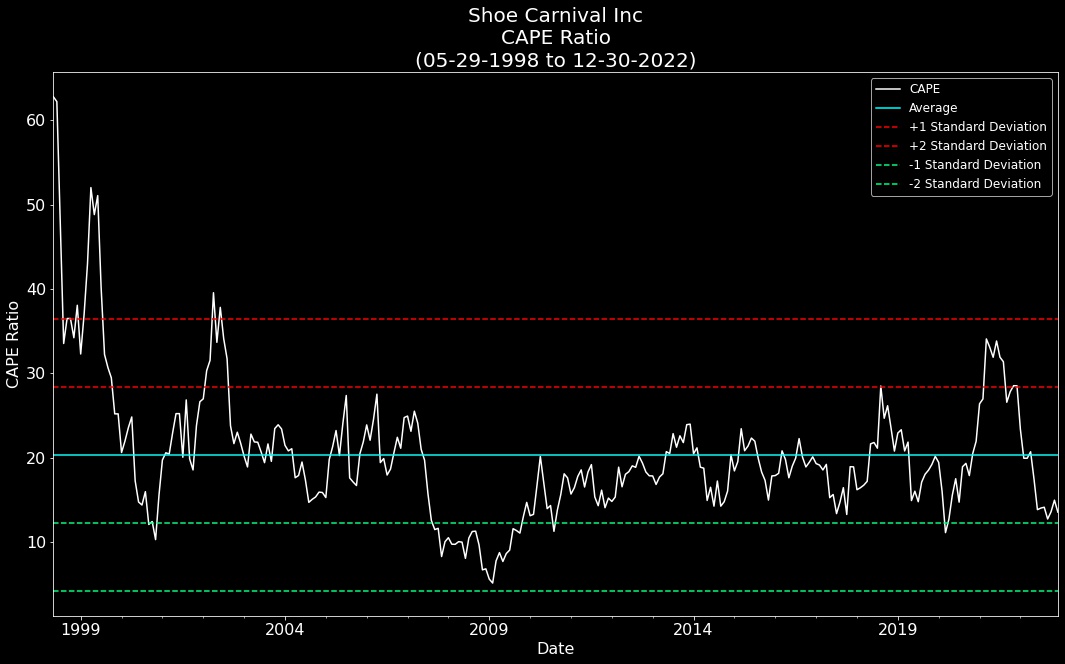 Shoe Carnival Inc
CAPE Ratio
(05-29-1998 to 12-30-2022)
CAPE
Average
+1 Standard Deviation
+2 Standard Deviation
-1 Standard Deviation
-2 Standard Deviation
CAPE Ratio
60
50
40
30
20
10
1999 2004 2009 2014 2019
Date